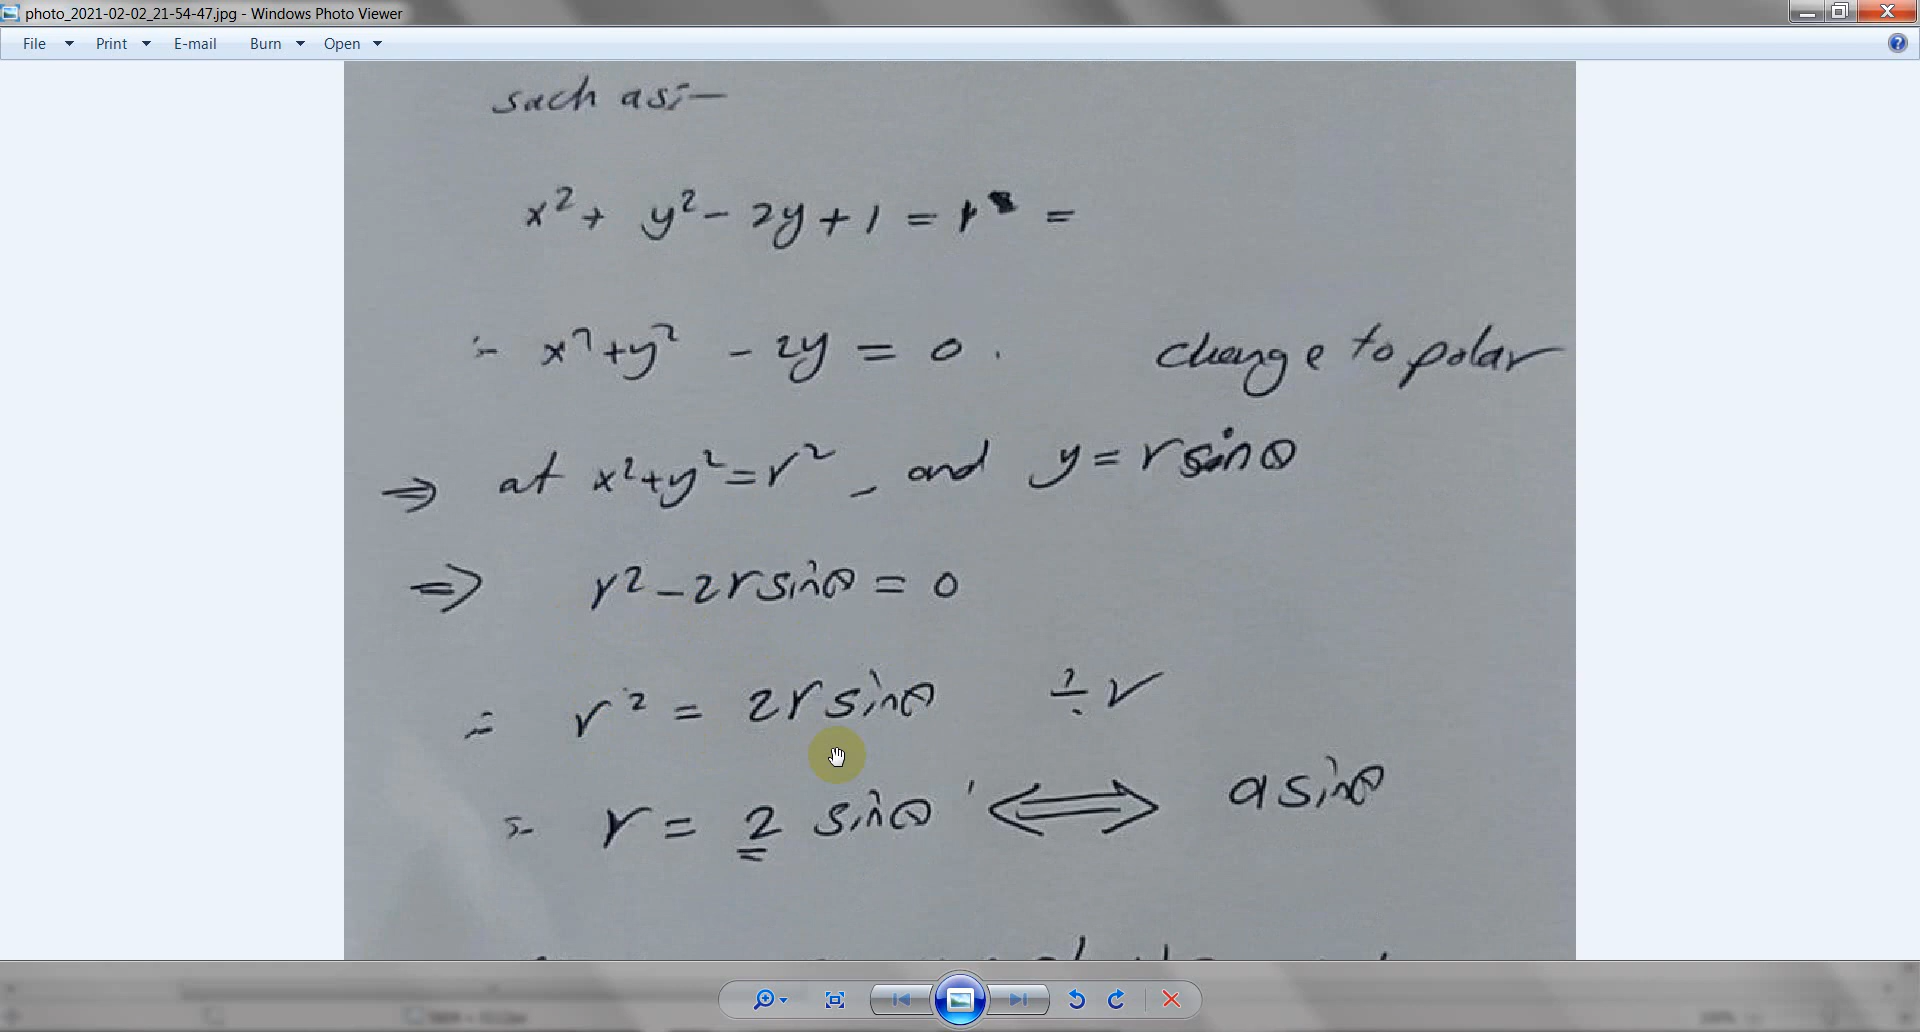 photo_2021-02-02_21-54-47.jpg - Windows Photo Viewer
File Print E-mail Burn Open
such as:-
x² + y² - 2y + 1 = 1 =
∴ x² + y² - 2y = 0 . change to polar
⇒ at x²+y² = r² , and y = r sinθ
⇒ r² - 2r sinθ = 0
∴ r² = 2r sinθ ÷ r
∴ r = 2 sinθ ⟺ a sinθ